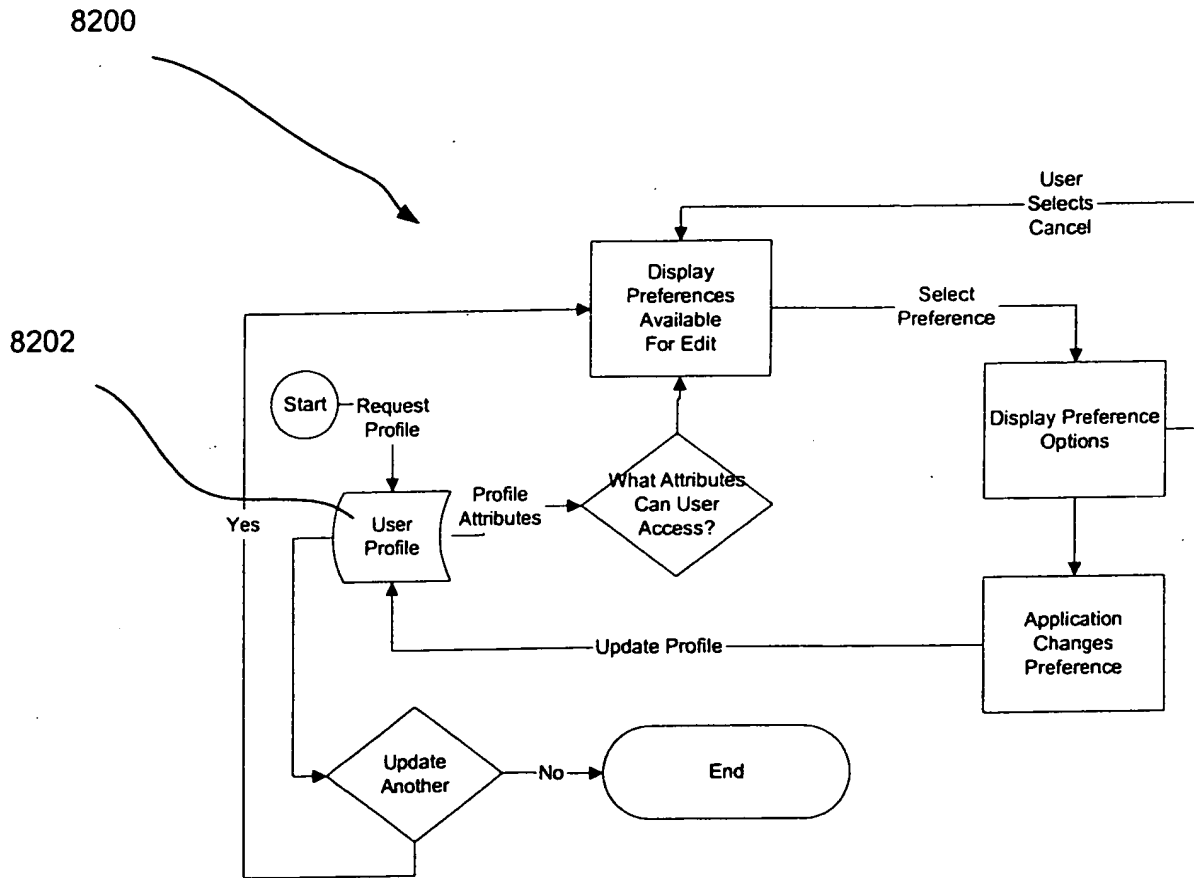 8200
User
Selects
Cancel
Display
Preferences
Available
For Edit
Select
Preference
8202
Start
Request
Profile
Display Preference
Options
What Attributes
Can User
Access?
Profile
Attributes
User
Profile
Yes
Application
Changes
Preference
Update Profile
Update
Another
No
End